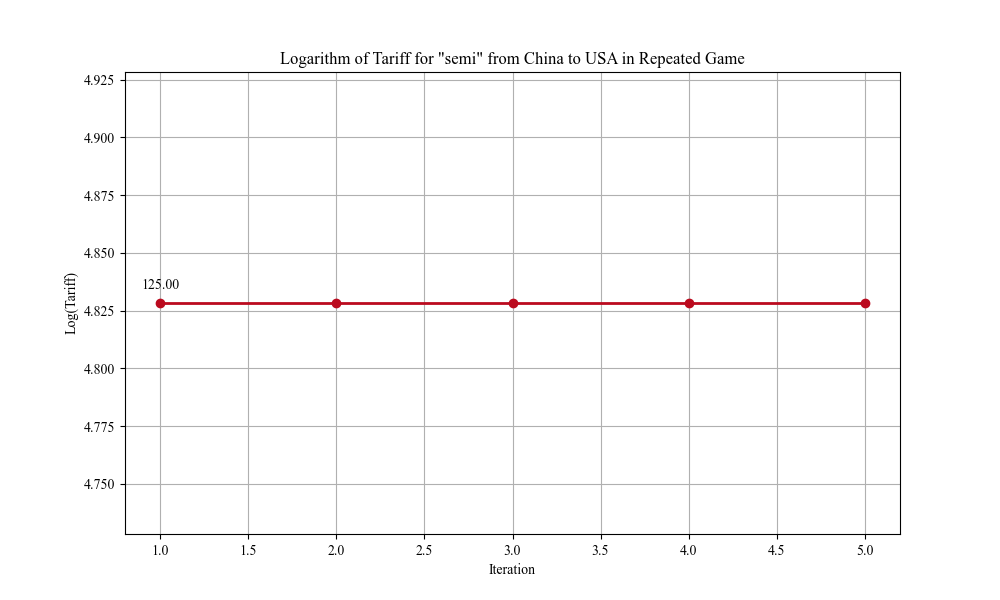 Logarithm of Tariff for "semi" from China to USA in Repeated Game
4.925
4.900
4.875
4.850
4.825
4.800
4.775
4.750
Log(Tariff)
125.00
1.0 1.5 2.0 2.5 3.0 3.5 4.0 4.5 5.0
Iteration